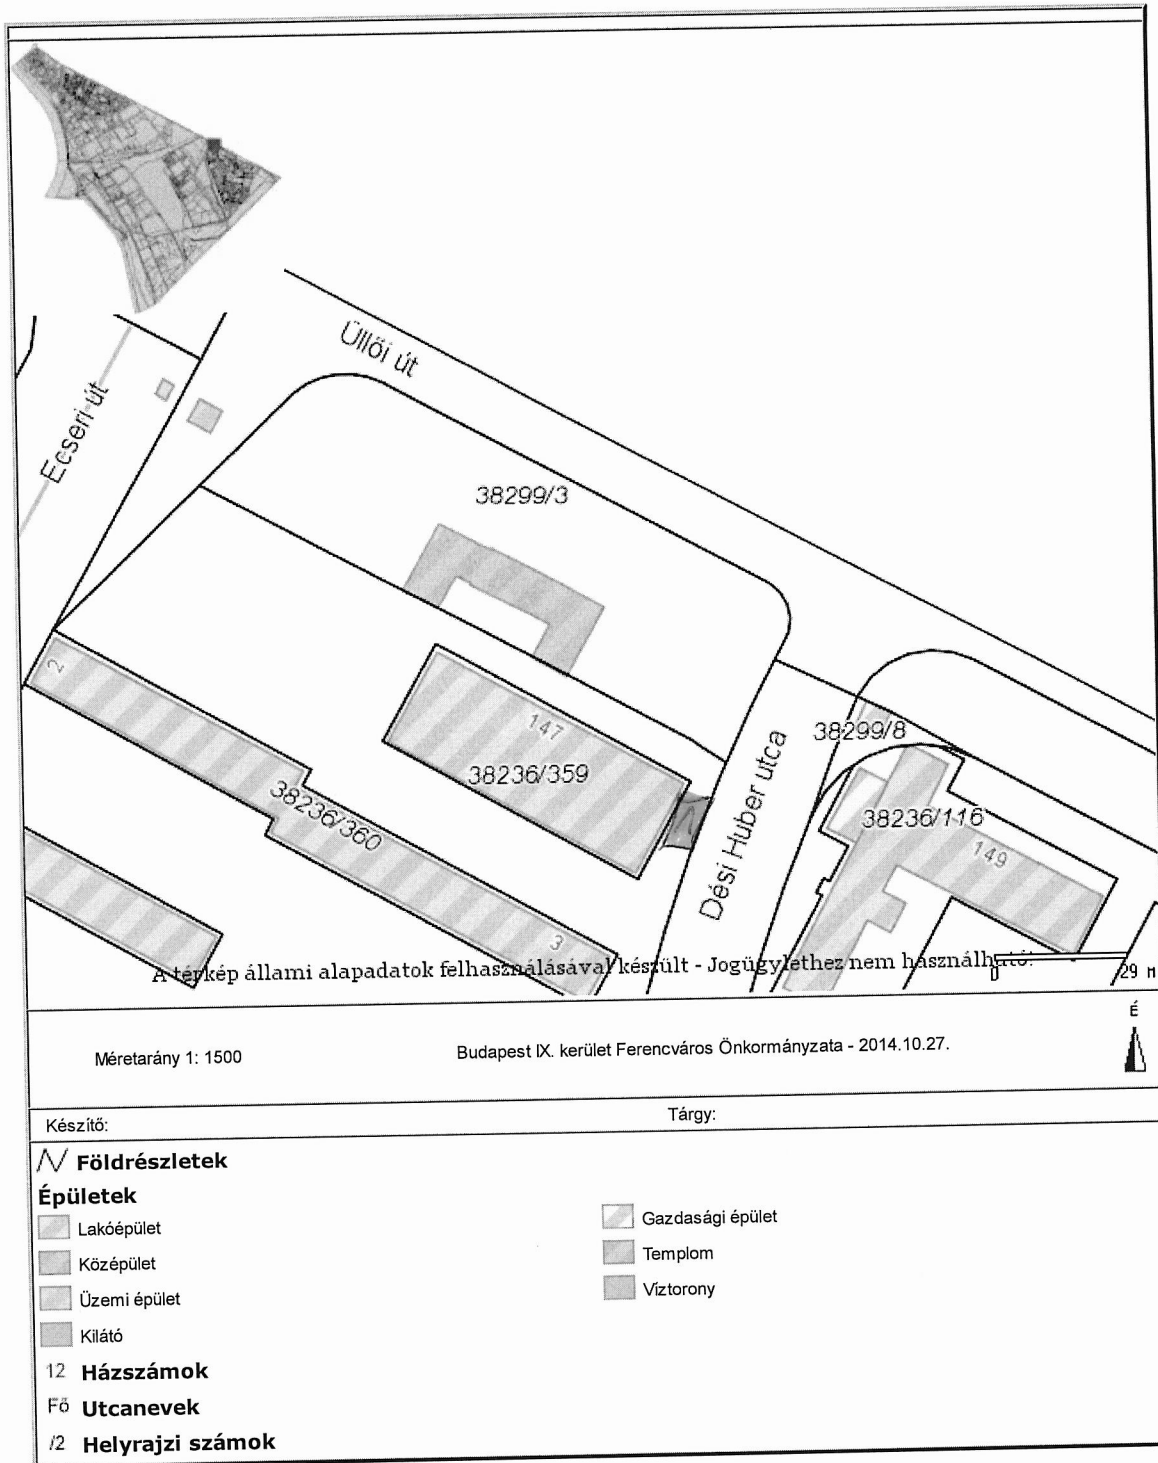 Üllői út
Ecseri út
38299/3
2
147
38299/8
38236/359
38236/360
38236/116
149
Dési Huber utca
3
A térkép állami alapadatok felhasználásával készült - Jogügylethez nem használható!
0
29 m
É
Méretarány 1: 1500
Budapest IX. kerület Ferencváros Önkormányzata - 2014.10.27.
Készítő:
Tárgy:
Földrészletek
Épületek
Lakóépület
Gazdasági épület
Középület
Templom
Üzemi épület
Víztorony
Kilátó
12 Házszámok
Fő Utcanevek
/2 Helyrajzi számok